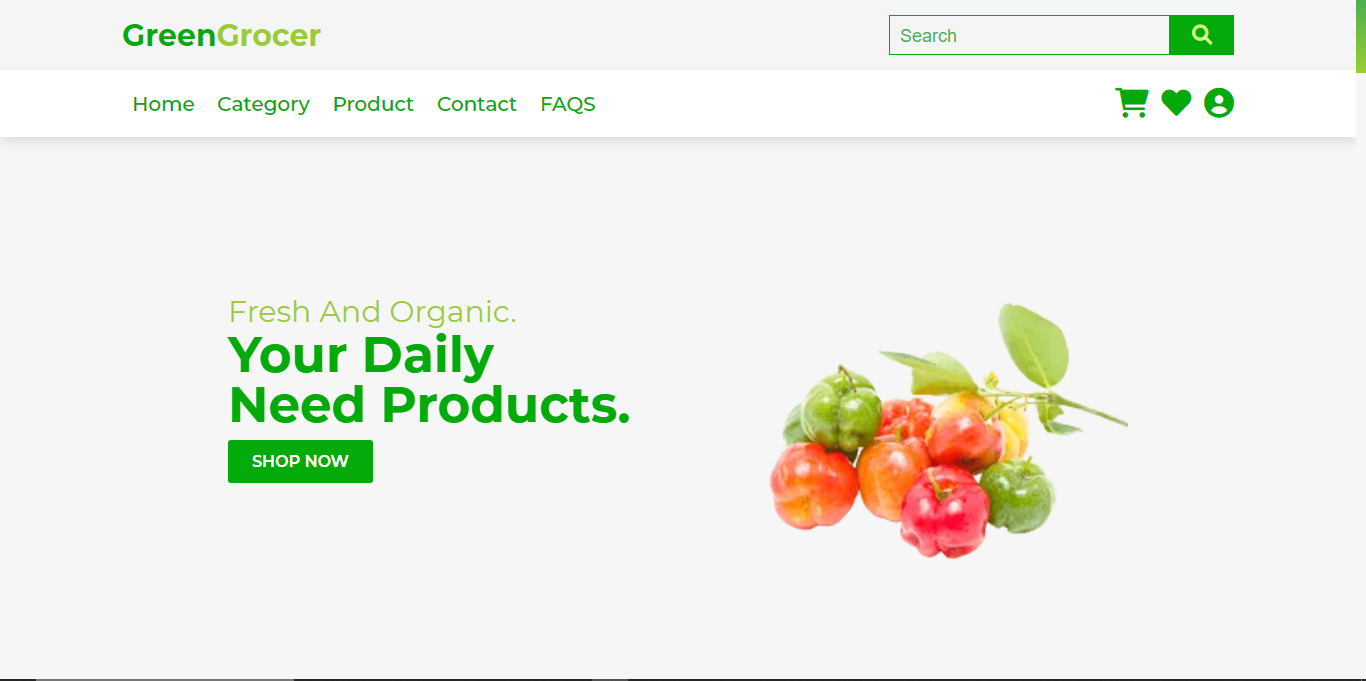 GreenGrocer
Search
Home Category Product Contact FAQS
Fresh And Organic.
Your Daily
Need Products.
SHOP NOW